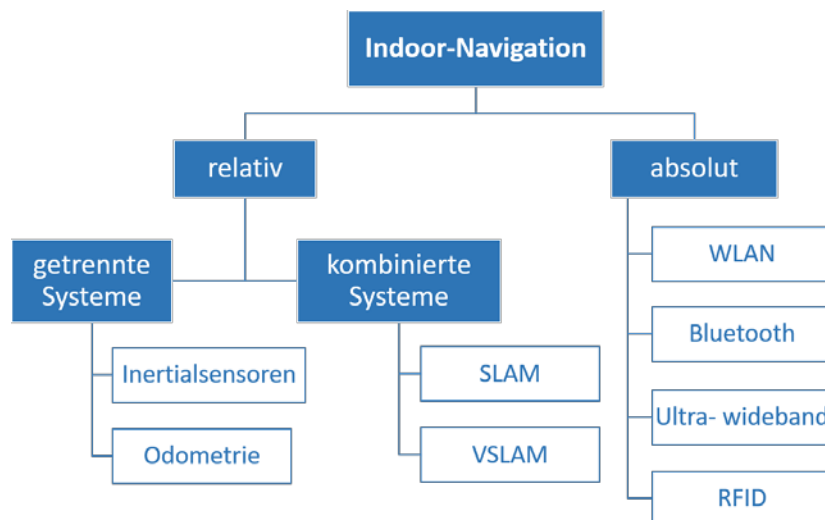 Indoor-Navigation
relativ
absolut
getrennte
Systeme
kombinierte
Systeme
WLAN
Bluetooth
Inertialsensoren
SLAM
Ultra- wideband
Odometrie
VSLAM
RFID